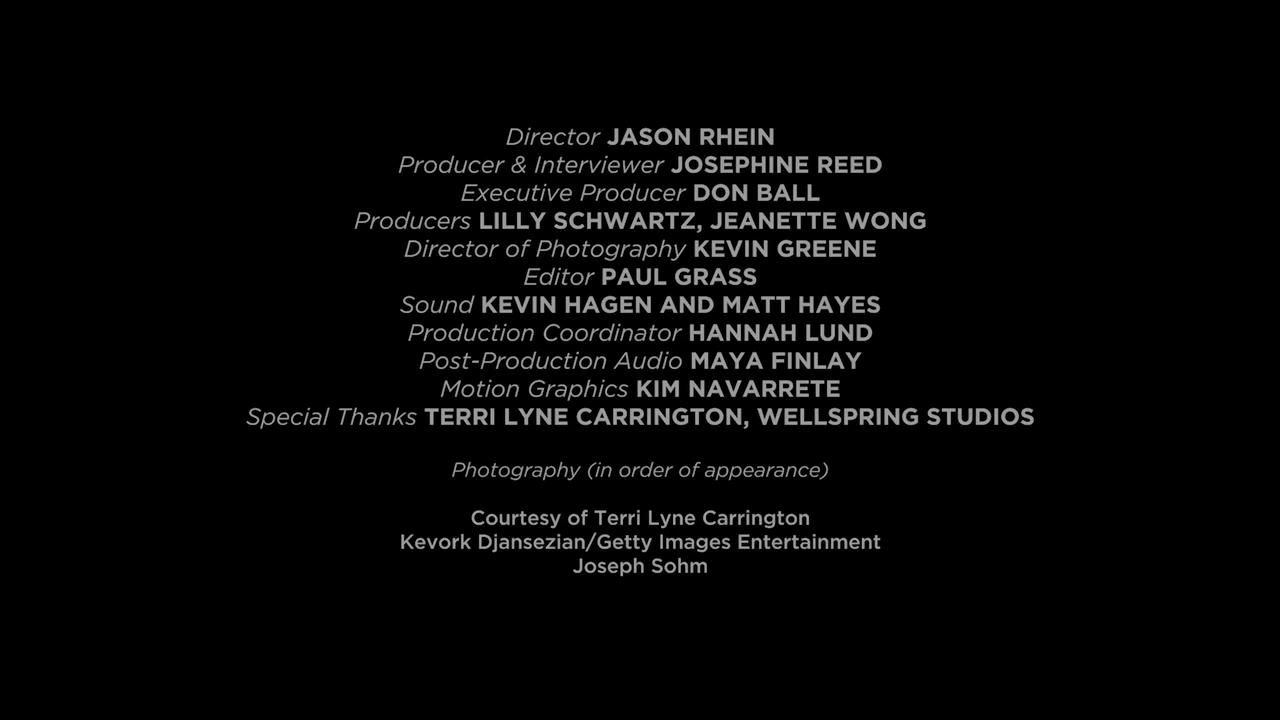 Director JASON RHEIN
Producer & Interviewer JOSEPHINE REED
Executive Producer DON BALL
Producers LILLY SCHWARTZ, JEANETTE WONG
Director of Photography KEVIN GREENE
Editor PAUL GRASS
Sound KEVIN HAGEN AND MATT HAYES
Production Coordinator HANNAH LUND
Post-Production Audio MAYA FINLAY
Motion Graphics KIM NAVARRETE
Special Thanks TERRI LYNE CARRINGTON, WELLSPRING STUDIOS
Photography (in order of appearance)
Courtesy of Terri Lyne Carrington
Kevork Djansezian/Getty Images Entertainment
Joseph Sohm